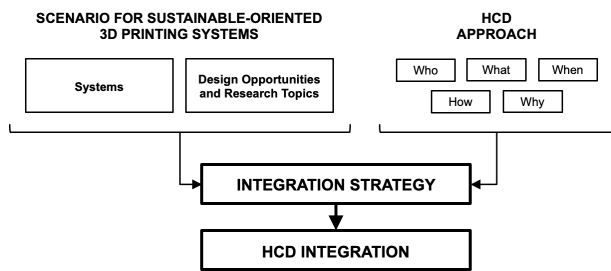 SCENARIO FOR SUSTAINABLE-ORIENTED
3D PRINTING SYSTEMS
Systems
Design Opportunities
and Research Topics
HCD
APPROACH
Who
What
When
How
Why
INTEGRATION STRATEGY
HCD INTEGRATION